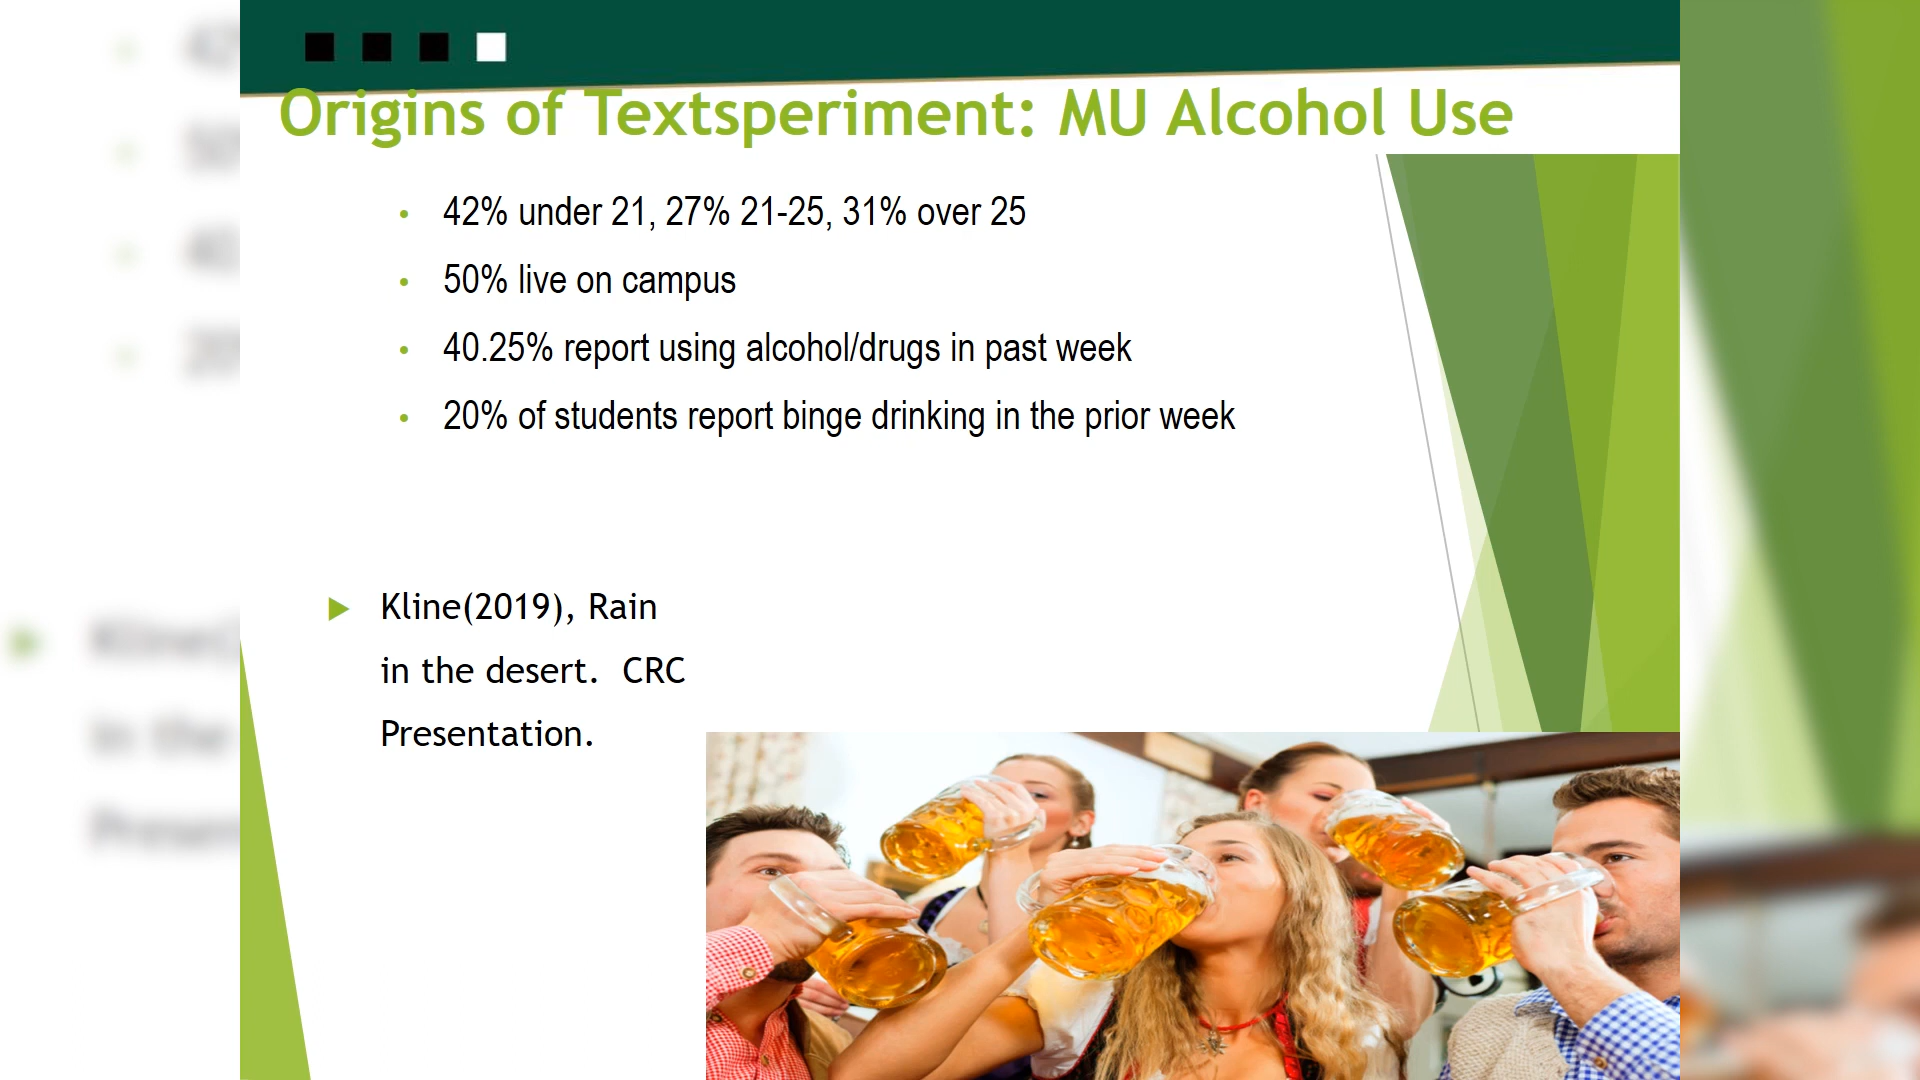 Origins of Textsperiment: MU Alcohol Use
42% under 21, 27% 21-25, 31% over 25
50% live on campus
40.25% report using alcohol/drugs in past week
20% of students report binge drinking in the prior week
Kline(2019), Rain
in the desert.  CRC
Presentation.